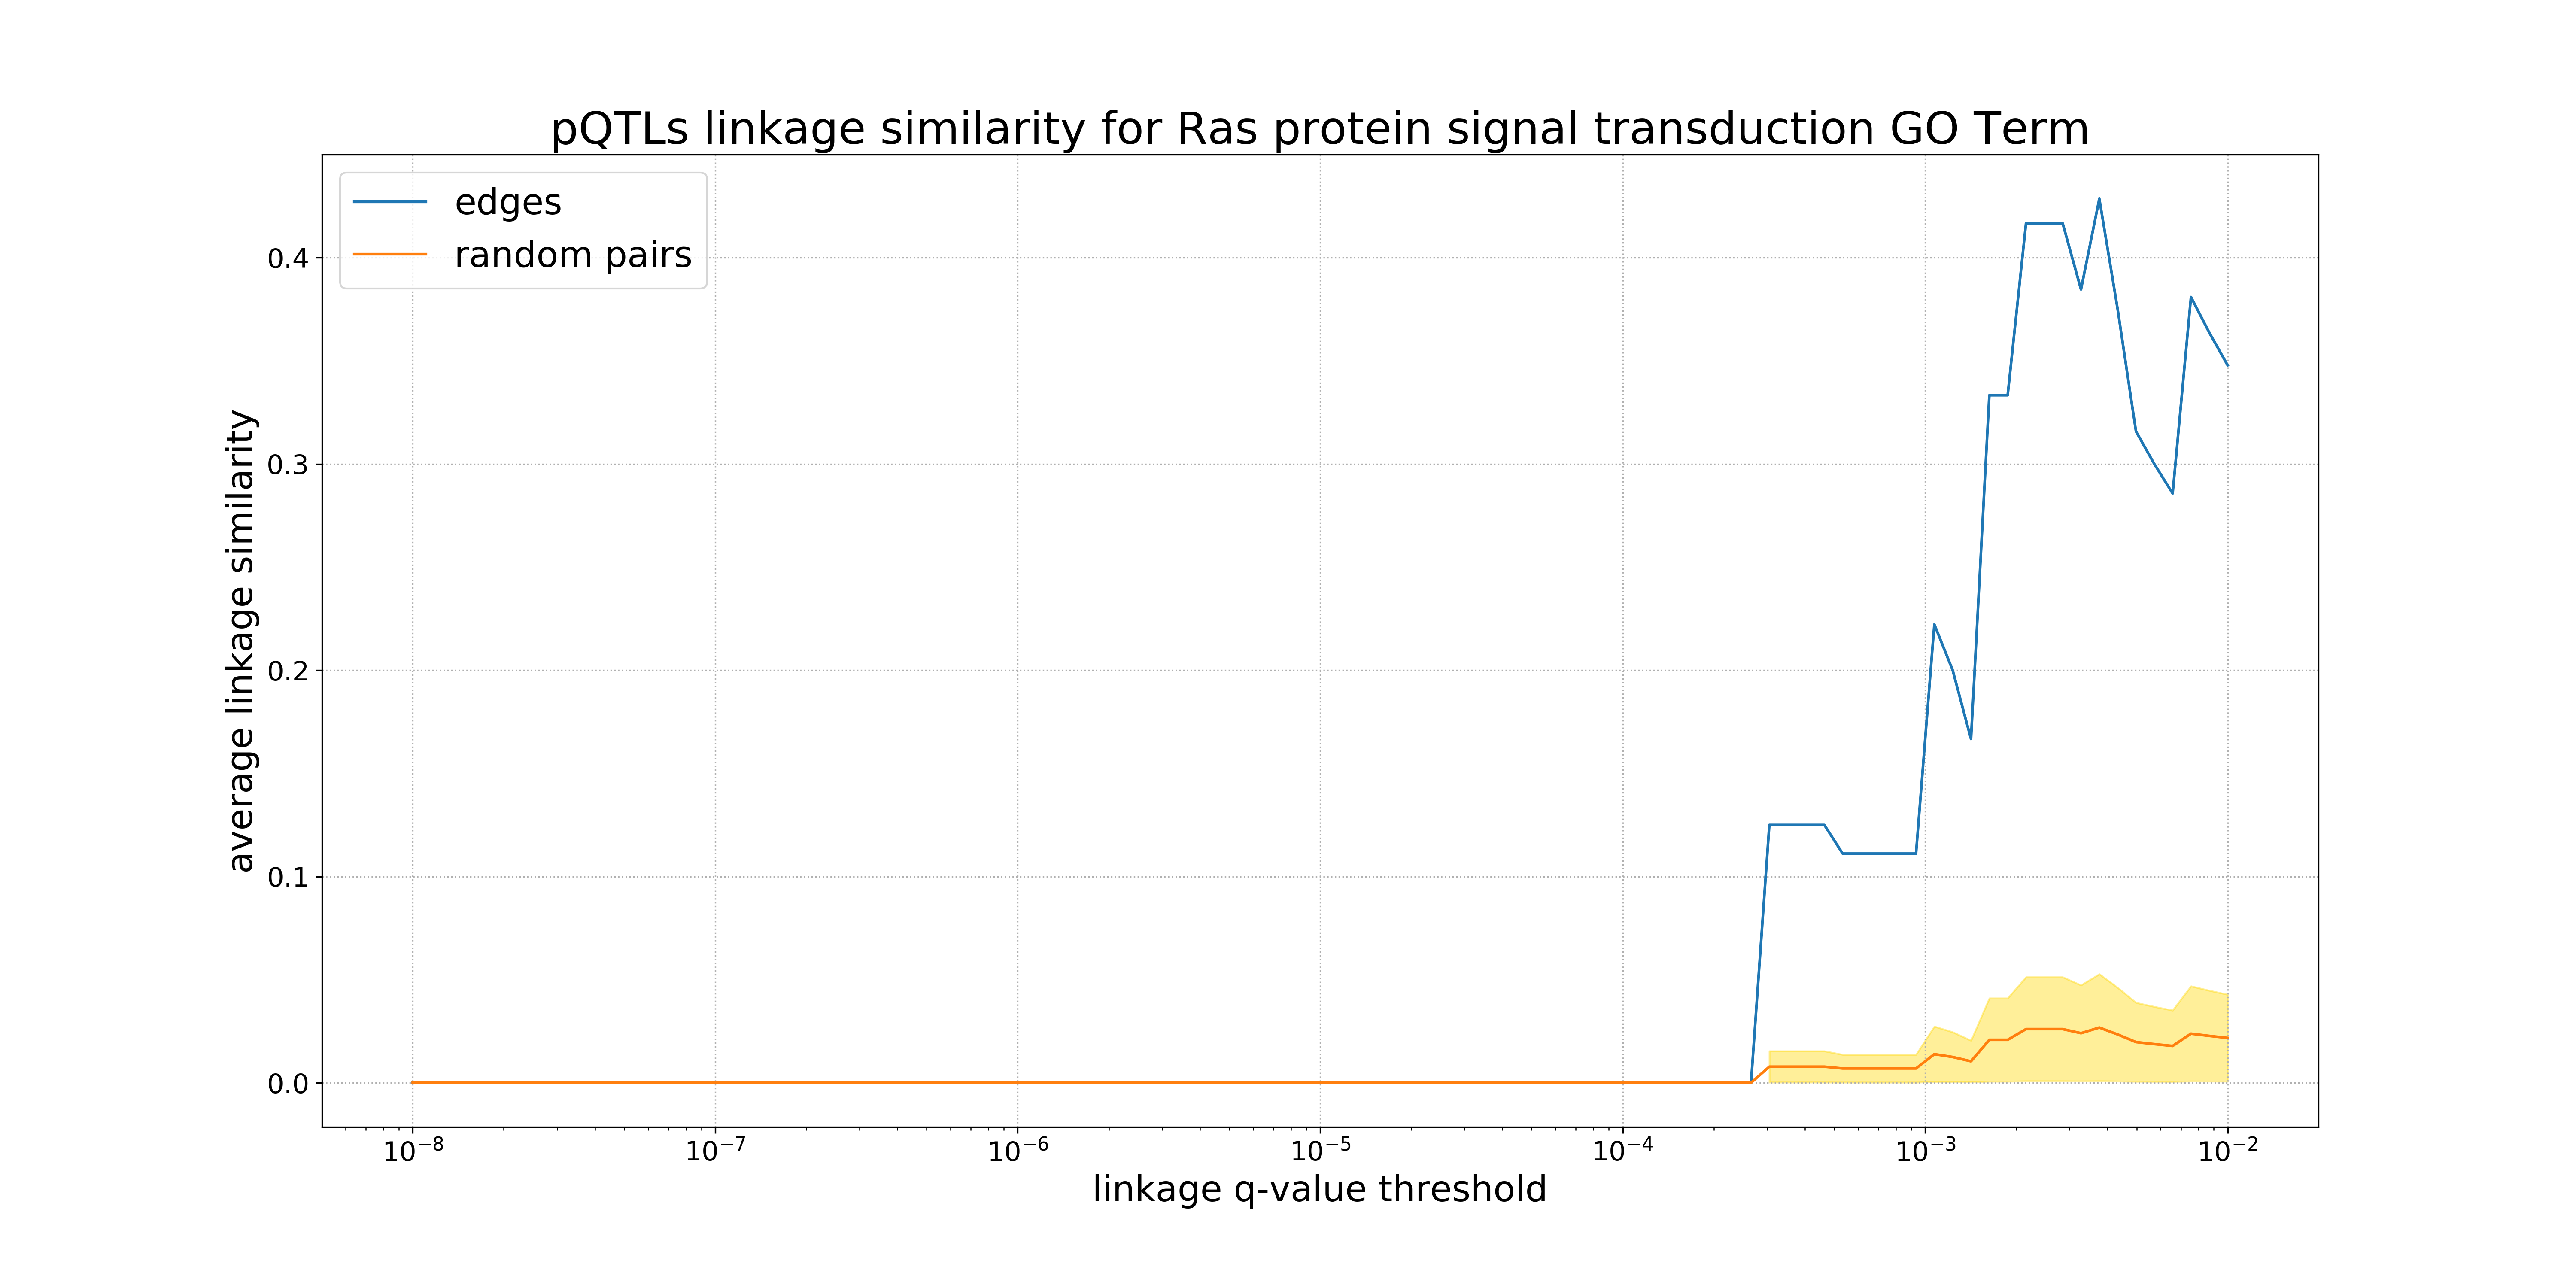 pQTLs linkage similarity for Ras protein signal transduction GO Term
edges
random pairs
0.4
0.3
0.2
0.1
0.0
average linkage similarity
10⁻⁸ 10⁻⁷ 10⁻⁶ 10⁻⁵ 10⁻⁴ 10⁻³ 10⁻²
linkage q-value threshold